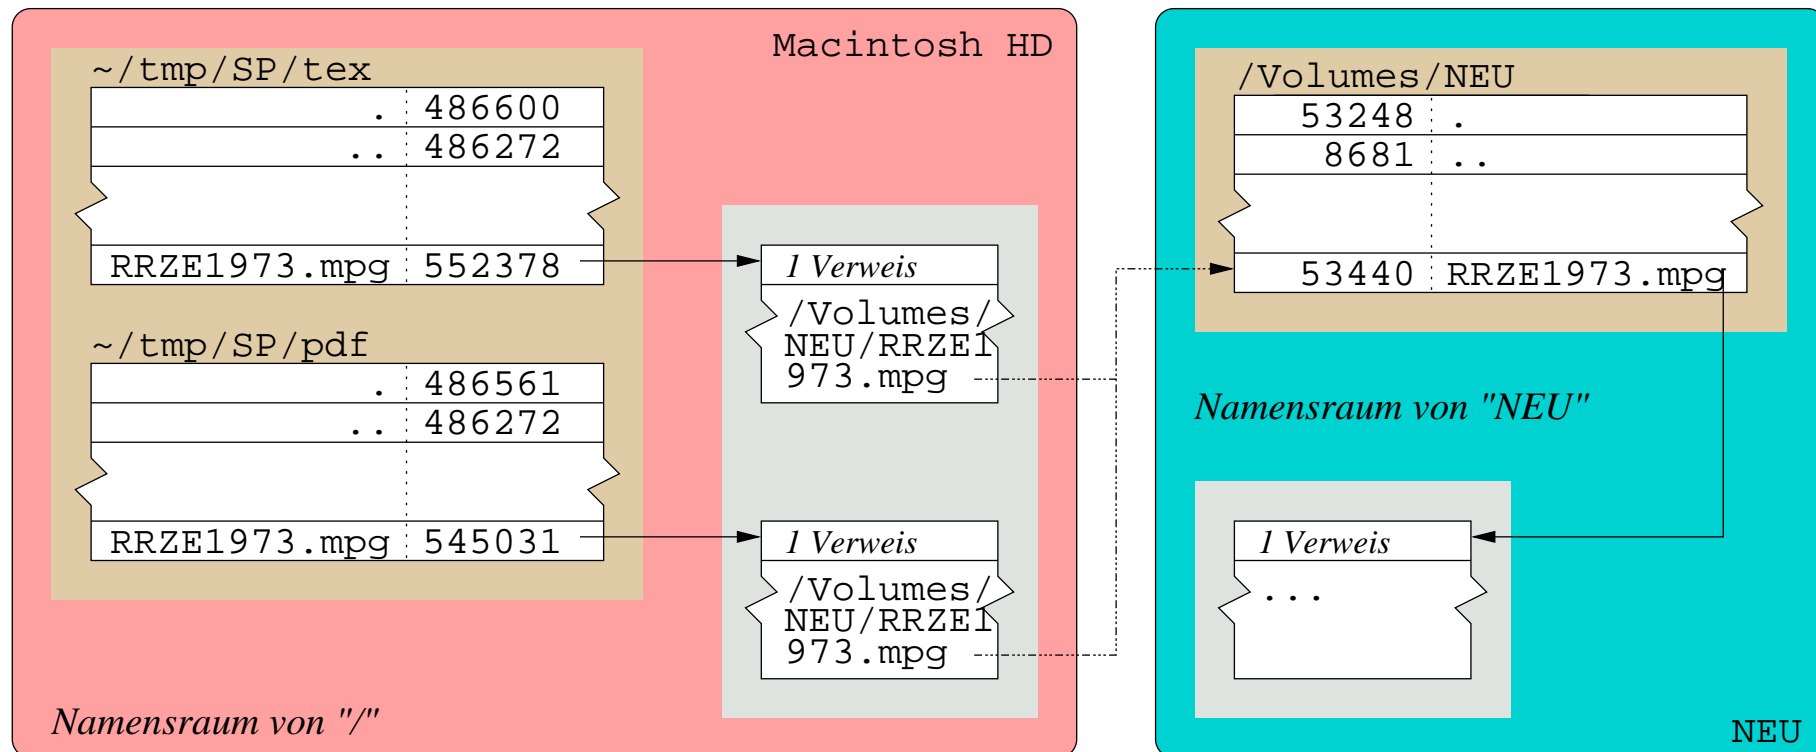 Macintosh HD
~/tmp/SP/tex
. 486600
.. 486272
RRZE1973.mpg 552378
~/tmp/SP/pdf
. 486561
.. 486272
RRZE1973.mpg 545031
1 Verweis
/Volumes/
NEU/RRZE1
973.mpg
1 Verweis
/Volumes/
NEU/RRZE1
973.mpg
Namensraum von "/"
/Volumes/NEU
53248 .
8681 ..
53440 RRZE1973.mpg
Namensraum von "NEU"
1 Verweis
...
NEU